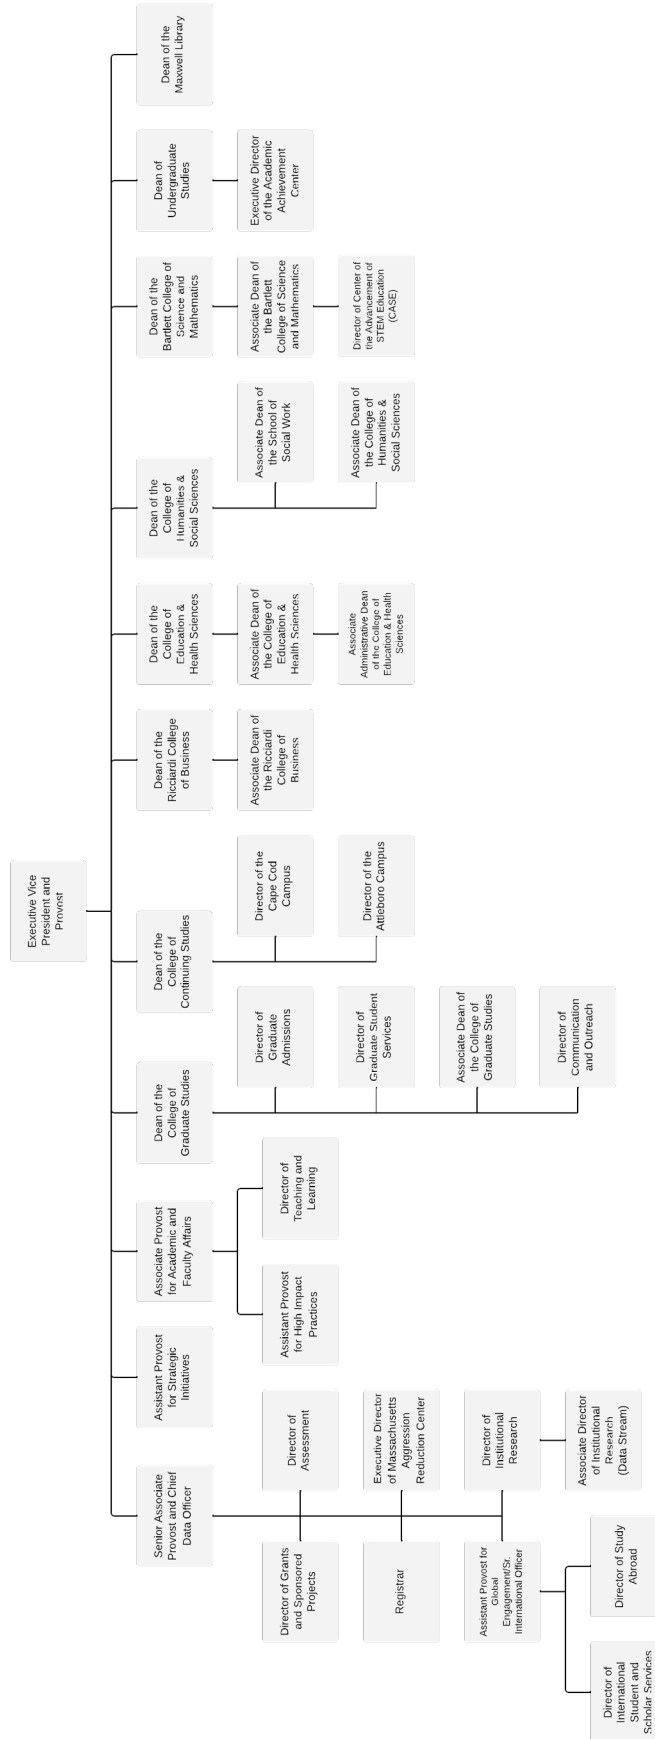 Executive Vice
President and
Provost
Senior Associate
Provost and Chief
Data Officer
Director of Grants
and Sponsored
Projects
Director of
Assessment
Registrar
Executive Director
of Massachusetts
Aggression
Reduction Center
Assistant Provost for
Global
Engagement/Sr.
International Officer
Director of
Institutional
Research
Director of
International
Student and
Scholar Services
Director of Study
Abroad
Associate Director
of Institutional
Research
(Data Stream)
Assistant Provost
for Strategic
Initiatives
Associate Provost
for Academic and
Faculty Affairs
Assistant Provost
for High Impact
Practices
Director of
Teaching and
Learning
Dean of the
College of
Graduate Studies
Director of
Graduate
Admissions
Director of
Graduate Student
Services
Associate Dean of
the College of
Graduate Studies
Director of
Communication
and Outreach
Dean of the
College of
Continuing Studies
Director of the
Cape Cod
Campus
Director of the
Attleboro Campus
Dean of the
Ricciardi College
of Business
Associate Dean of
the Ricciardi
College of
Business
Dean of the
College of
Education &
Health Sciences
Associate Dean of
the College of
Education &
Health Sciences
Associate
Administrative Dean
of the College of
Education & Health
Sciences
Dean of the
College of
Humanities &
Social Sciences
Associate Dean of
the School of
Social Work
Associate Dean of
the College of
Humanities &
Social Sciences
Dean of the
Bartlett College of
Science and
Mathematics
Associate Dean of
the Bartlett
College of Science
and Mathematics
Director of Center of
the Advancement of
STEM Education
(CASE)
Dean of
Undergraduate
Studies
Executive Director
of the Academic
Achievement
Center
Dean of the
Maxwell Library